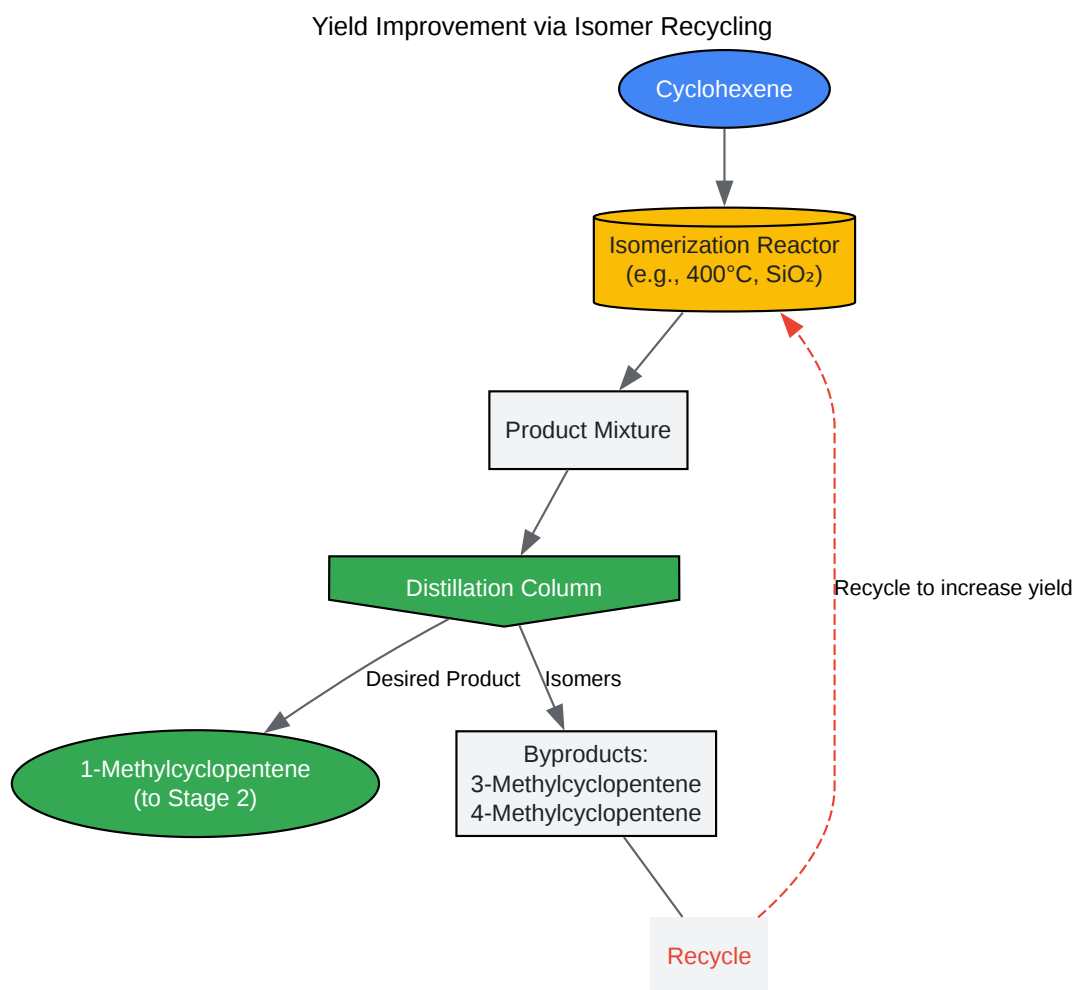 Yield Improvement via Isomer Recycling
Cyclohexene
Isomerization Reactor
(e.g., 400°C, SiO₂)
Product Mixture
Distillation Column
Recycle to increase yield
Desired Product
Isomers
1-Methylcyclopentene
(to Stage 2)
Byproducts:
3-Methylcyclopentene
4-Methylcyclopentene
Recycle